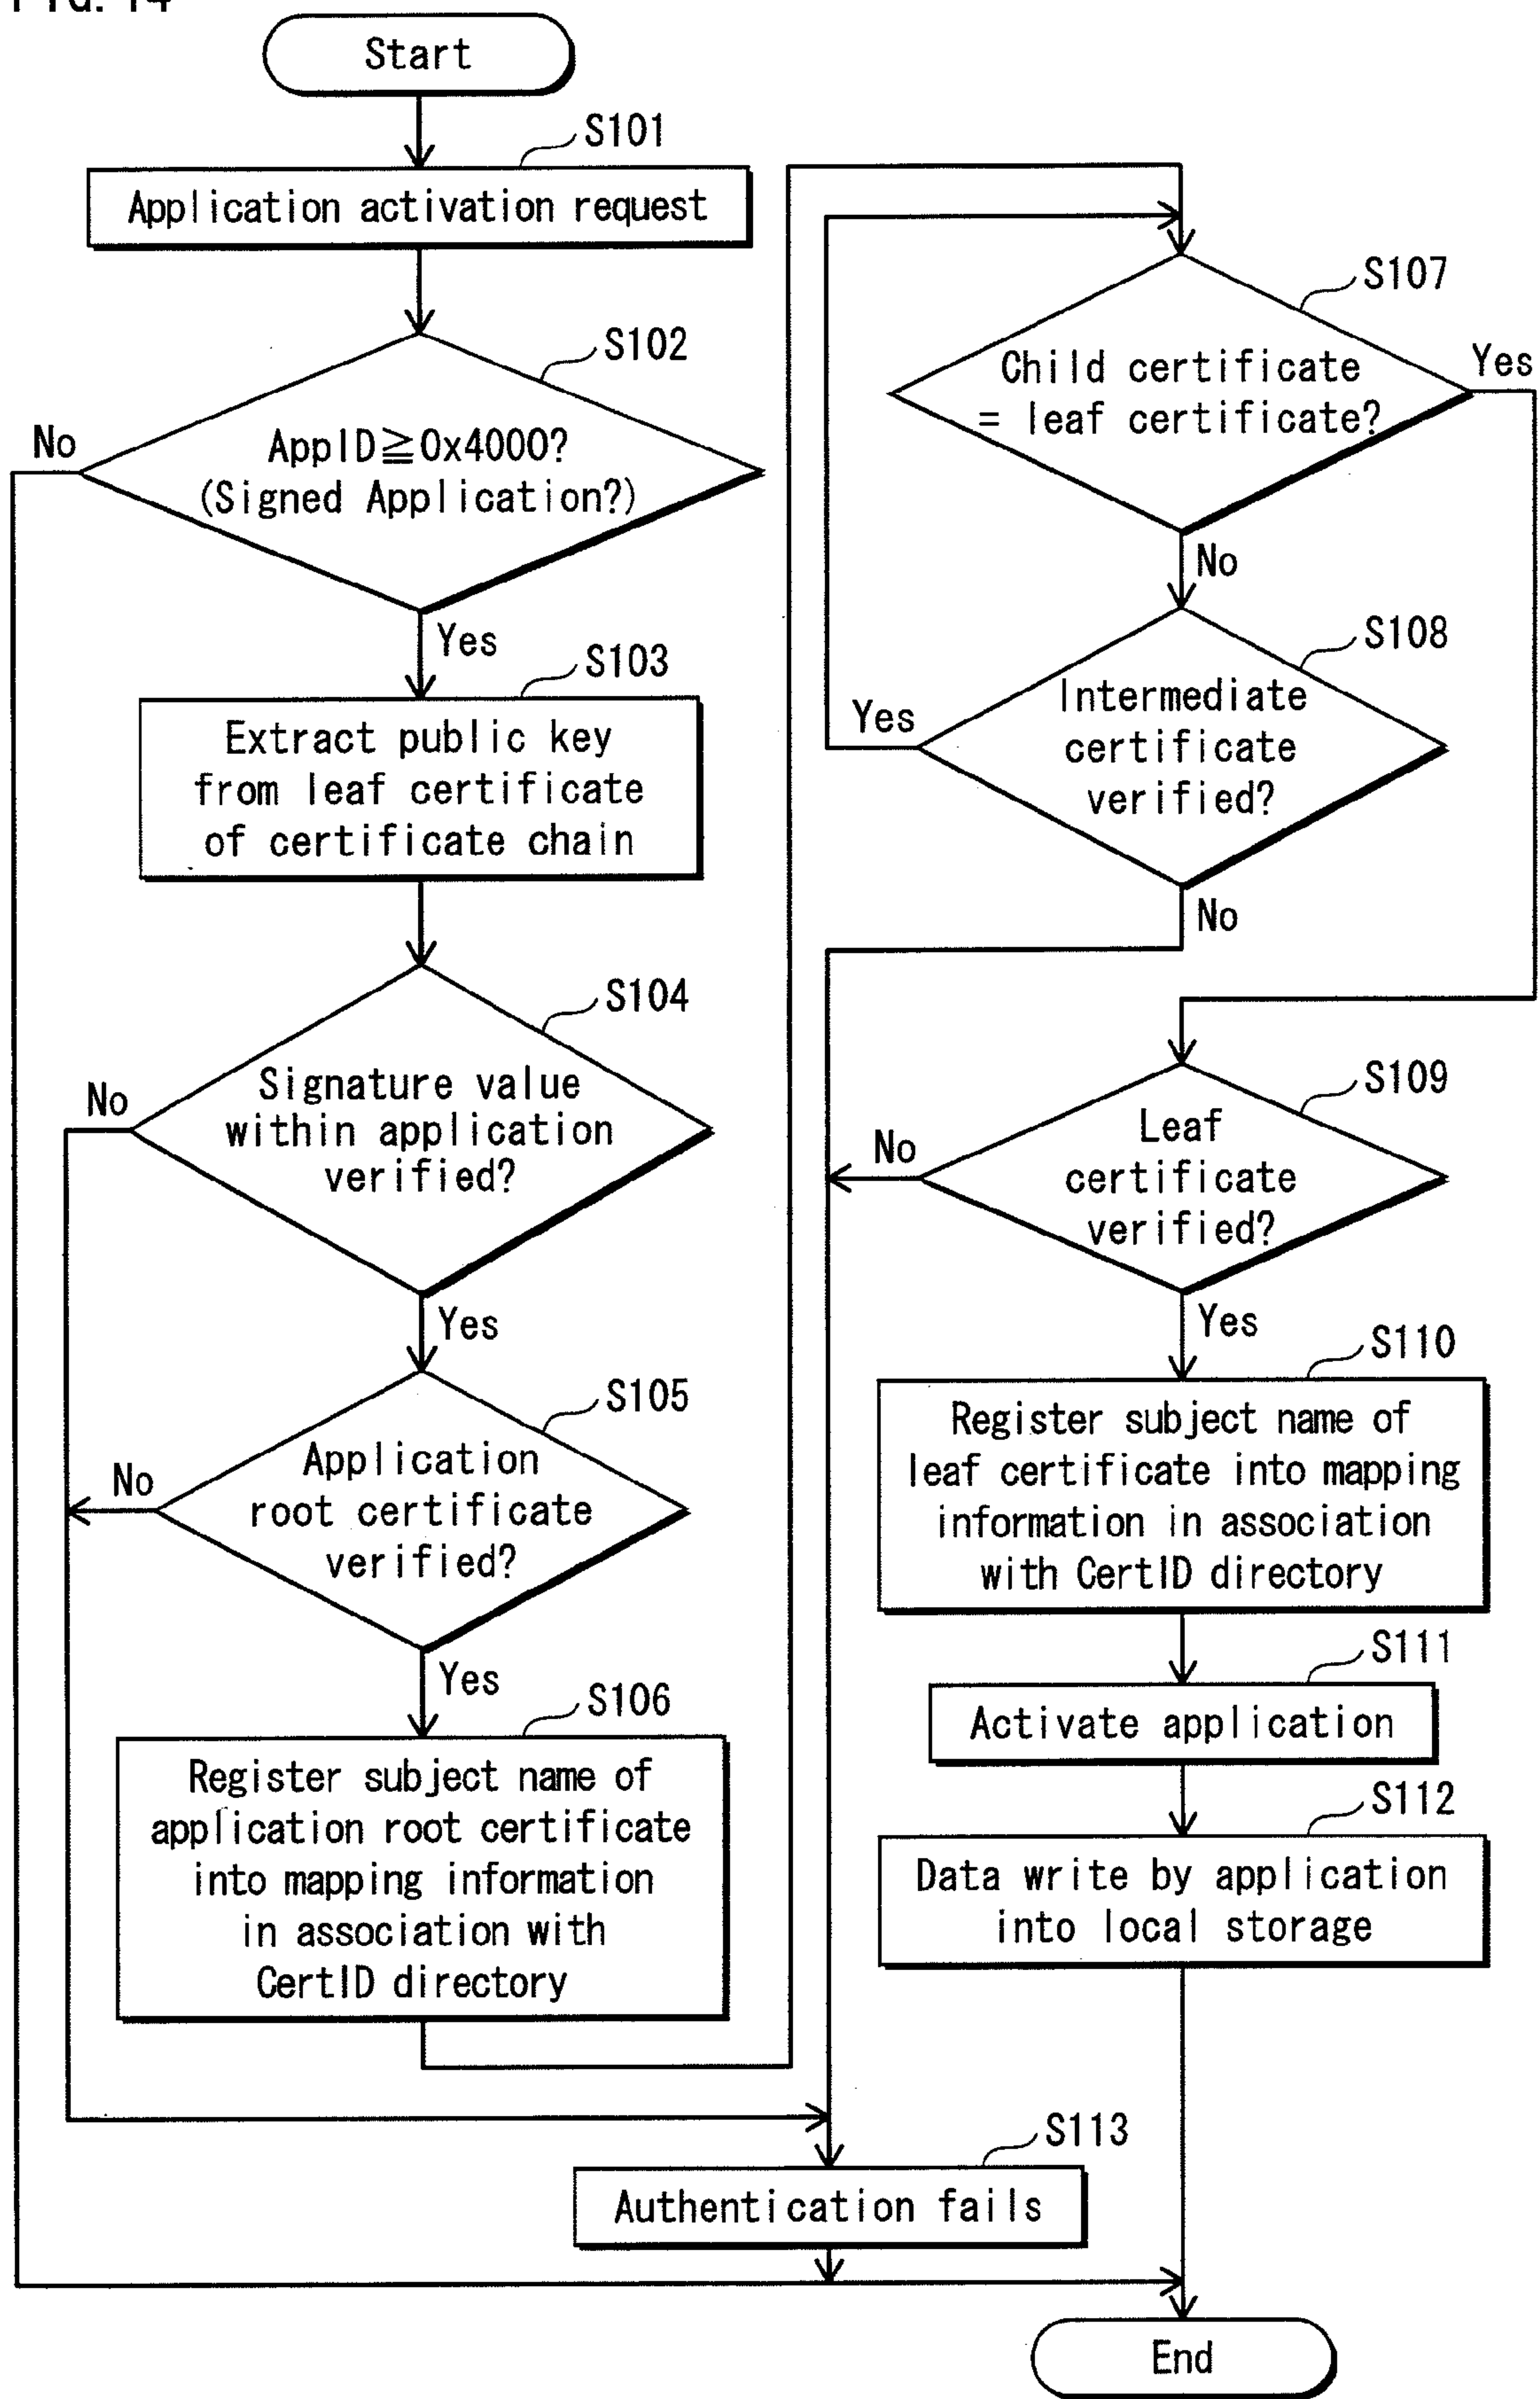 FIG. 14
Start
S101
Application activation request
S102
AppID≧0x4000?
(Signed Application?)
No
Yes
S103
Extract public key
from leaf certificate
of certificate chain
S104
Signature value
within application
verified?
No
Yes
S105
Application
root certificate
verified?
No
Yes
S106
Register subject name of
application root certificate
into mapping information
in association with
CertID directory
S107
Child certificate
= leaf certificate?
Yes
No
S108
Intermediate
certificate
verified?
Yes
No
S109
Leaf
certificate
verified?
No
Yes
S110
Register subject name of
leaf certificate into mapping
information in association
with CertID directory
S111
Activate application
S112
Data write by application
into local storage
S113
Authentication fails
End